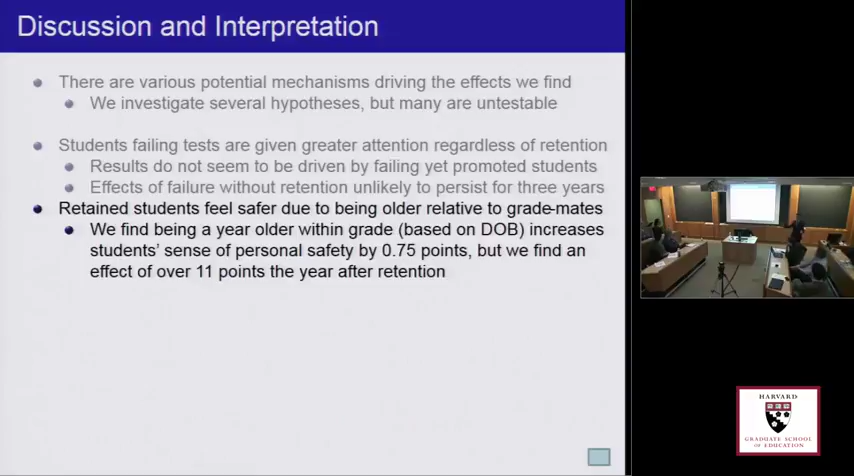 Discussion and Interpretation
There are various potential mechanisms driving the effects we find
We investigate several hypotheses, but many are untestable
Students failing tests are given greater attention regardless of retention
Results do not seem to be driven by failing yet promoted students
Effects of failure without retention unlikely to persist for three years
Retained students feel safer due to being older relative to grade-mates
We find being a year older within grade (based on DOB) increases
students' sense of personal safety by 0.75 points, but we find an
effect of over 11 points the year after retention
HARVARD
GRADUATE SCHOOL
OF EDUCATION